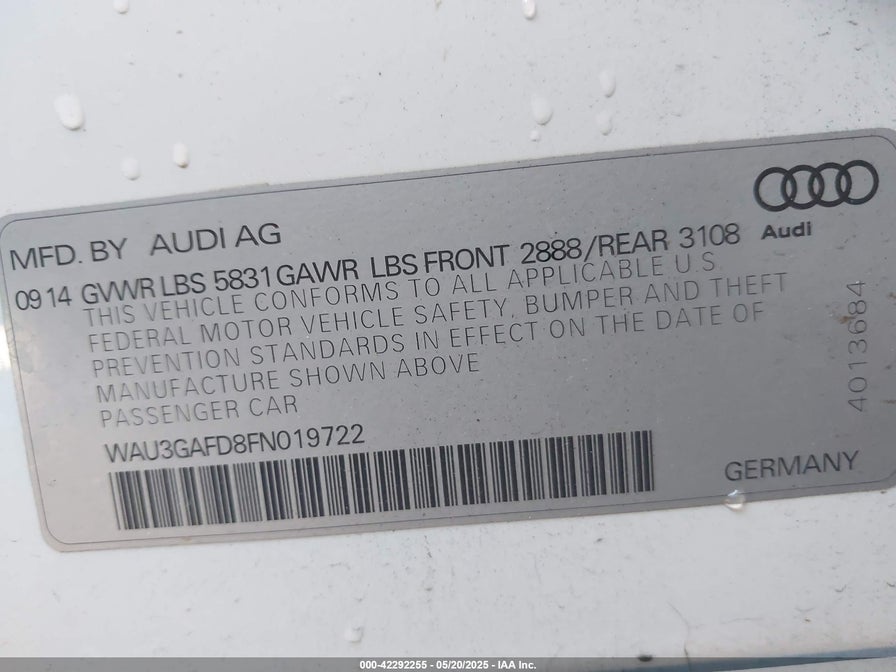 MFD. BY AUDI AG
Audi
09 14 GVWR LBS 5831 GAWR LBS FRONT 2888/REAR 3108
THIS VEHICLE CONFORMS TO ALL APPLICABLE U.S.
FEDERAL MOTOR VEHICLE SAFETY, BUMPER AND THEFT
PREVENTION STANDARDS IN EFFECT ON THE DATE OF
MANUFACTURE SHOWN ABOVE
PASSENGER CAR
4013684
WAU3GAFD8FN019722
GERMANY
000-42292255 - 05/20/2025 - IAA Inc.